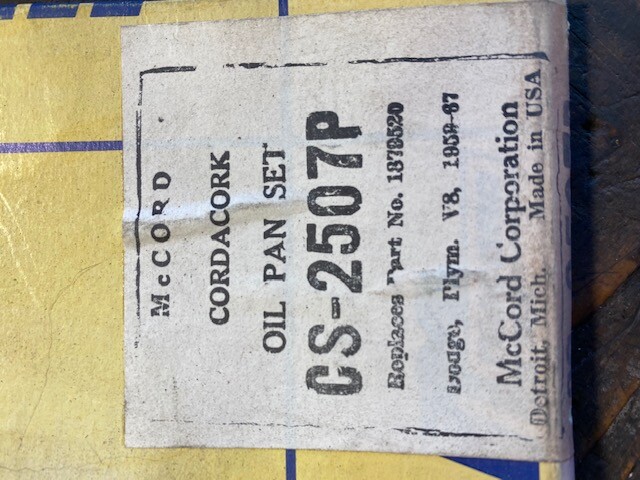 McCORD
CORDACORK
OIL PAN SET
CS-2507P
Replaces Part No. 1879520
Dodge, Plym. V8, 1959-67
McCord Corporation
Detroit, Mich. Made in USA